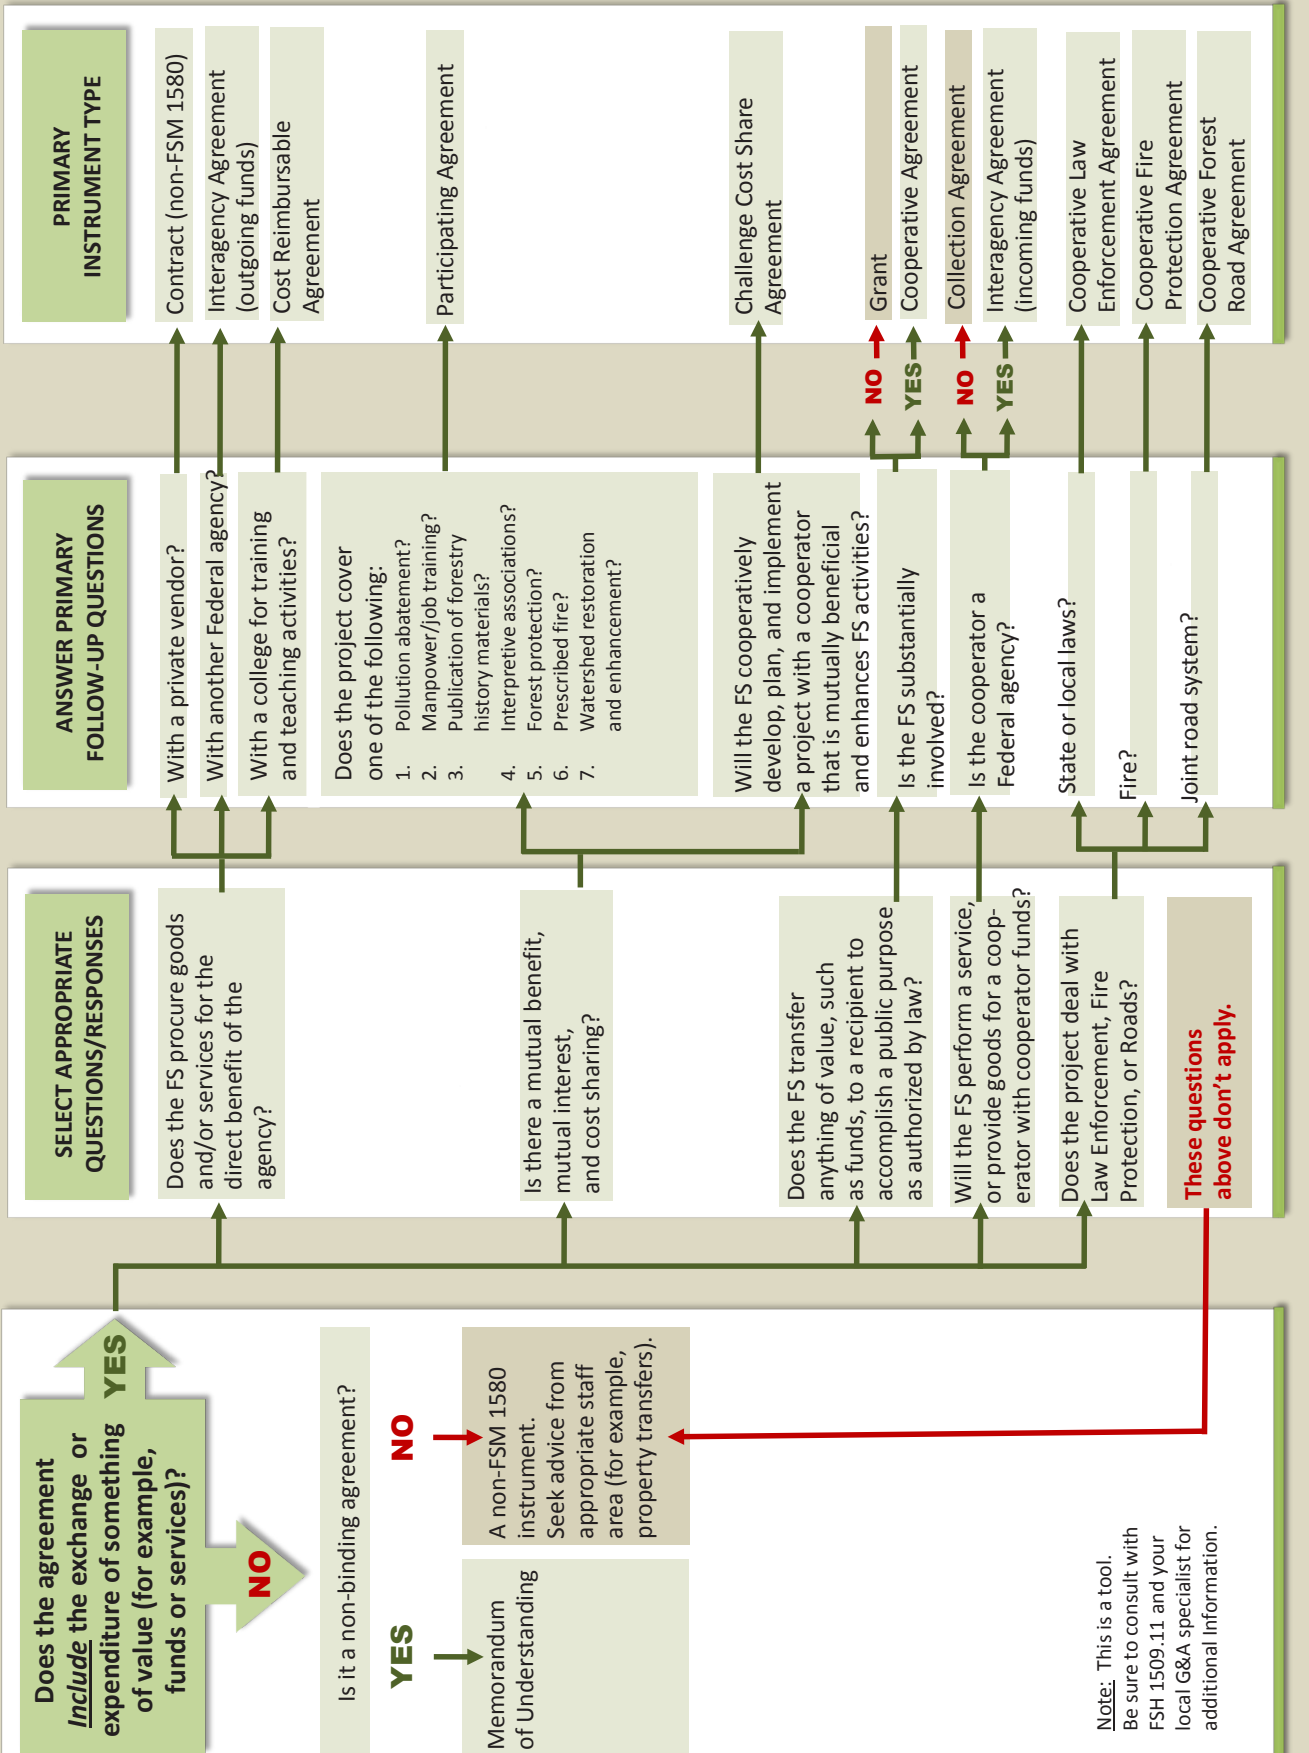 Does the agreement
Include the exchange or
expenditure of something
of value (for example,
funds or services)?
YES
NO
Is it a non-binding agreement?
YES
NO
Memorandum
of Understanding
A non-FSM 1580
instrument.
Seek advice from
appropriate staff
area (for example,
property transfers).
Note: This is a tool.
Be sure to consult with
FSH 1509.11 and your
local G&A specialist for
additional Information.
SELECT APPROPRIATE
QUESTIONS/RESPONSES
Does the FS procure goods
and/or services for the
direct benefit of the
agency?
Is there a mutual benefit,
mutual interest,
and cost sharing?
Does the FS transfer
anything of value, such
as funds, to a recipient to
accomplish a public purpose
as authorized by law?
Will the FS perform a service,
or provide goods for a coop-
erator with cooperator funds?
Does the project deal with
Law Enforcement, Fire
Protection, or Roads?
These questions
above don't apply.
ANSWER PRIMARY
FOLLOW-UP QUESTIONS
With a private vendor?
With another Federal agency?
With a college for training
and teaching activities?
Does the project cover
one of the following:
1. Pollution abatement?
2. Manpower/job training?
3. Publication of forestry
history materials?
4. Interpretive associations?
5. Forest protection?
6. Prescribed fire?
7. Watershed restoration
and enhancement?
Will the FS cooperatively
develop, plan, and implement
a project with a cooperator
that is mutually beneficial
and enhances FS activities?
Is the FS substantially
involved?
Is the cooperator a
Federal agency?
State or local laws?
Fire?
Joint road system?
NO
YES
NO
YES
PRIMARY
INSTRUMENT TYPE
Contract (non-FSM 1580)
Interagency Agreement
(outgoing funds)
Cost Reimbursable
Agreement
Participating Agreement
Challenge Cost Share
Agreement
Grant
Cooperative Agreement
Collection Agreement
Interagency Agreement
(incoming funds)
Cooperative Law
Enforcement Agreement
Cooperative Fire
Protection Agreement
Cooperative Forest
Road Agreement